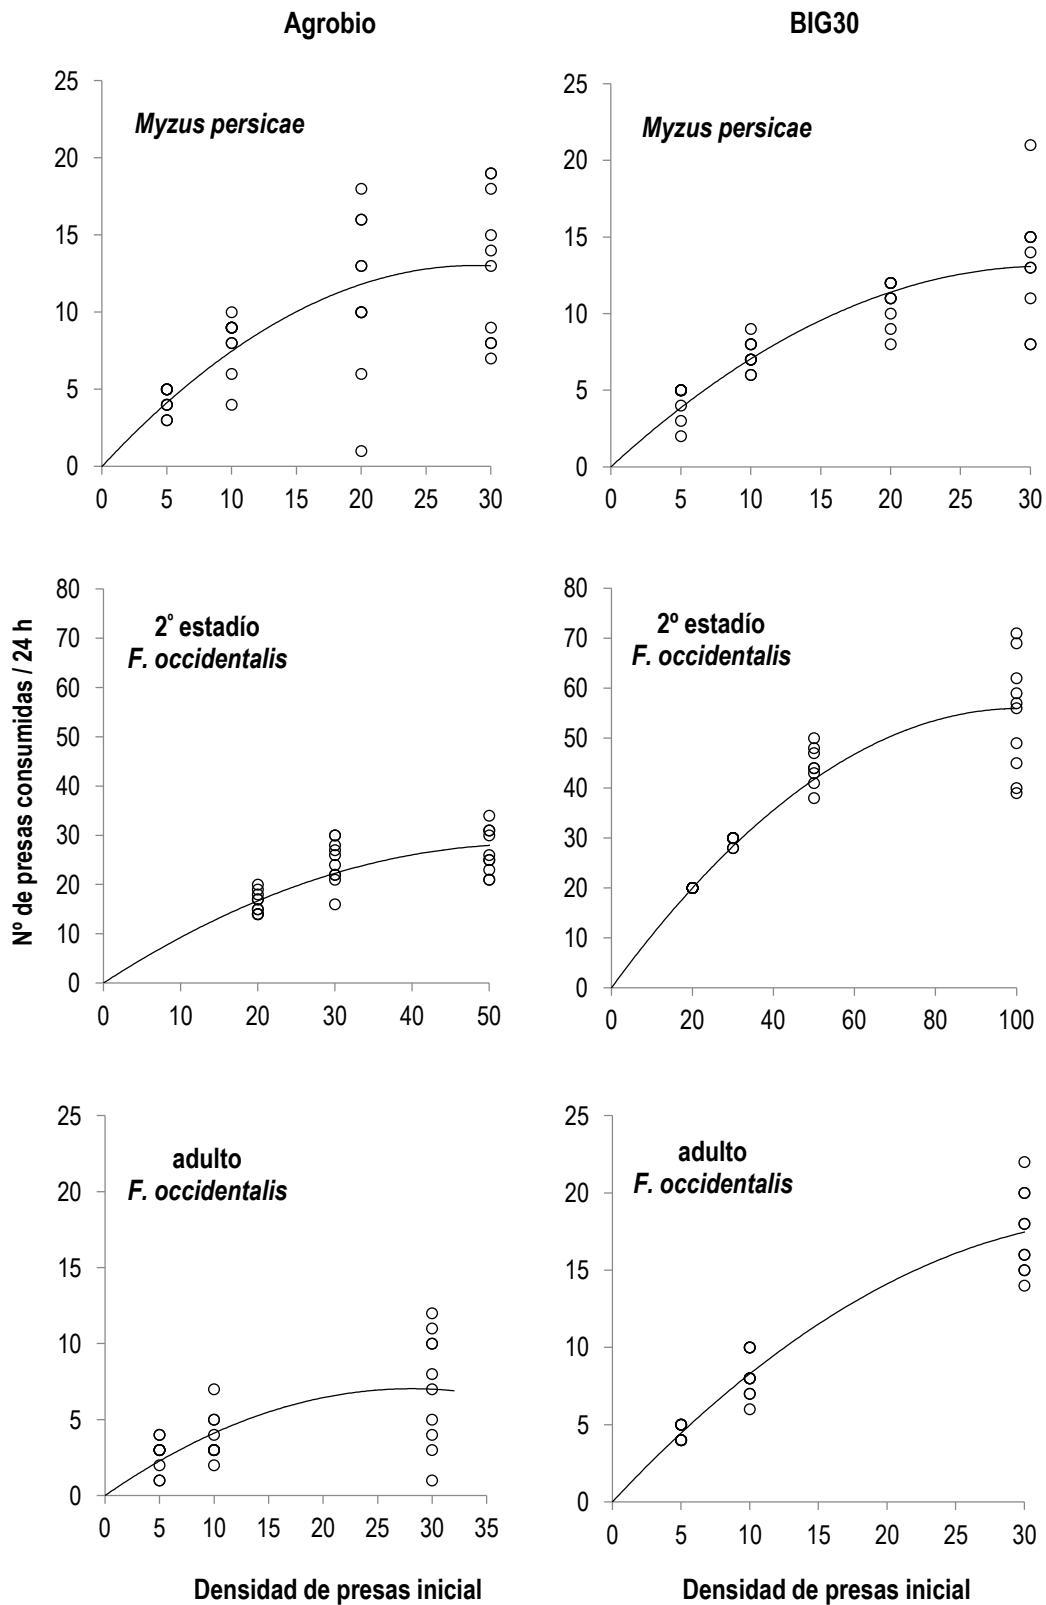 Agrobio
BIG30
25
20
15
10
5
0
Myzus persicae
0 5 10 15 20 25 30
25
20
15
10
5
0
Myzus persicae
0 5 10 15 20 25 30
Nº de presas consumidas / 24 h
80
70
60
50
40
30
20
10
0
2º estadío
F. occidentalis
0 10 20 30 40 50
80
70
60
50
40
30
20
10
0
2º estadío
F. occidentalis
0 20 40 60 80 100
25
20
15
10
5
0
adulto
F. occidentalis
0 5 10 15 20 25 30 35
Densidad de presas inicial
25
20
15
10
5
0
adulto
F. occidentalis
0 5 10 15 20 25 30
Densidad de presas inicial